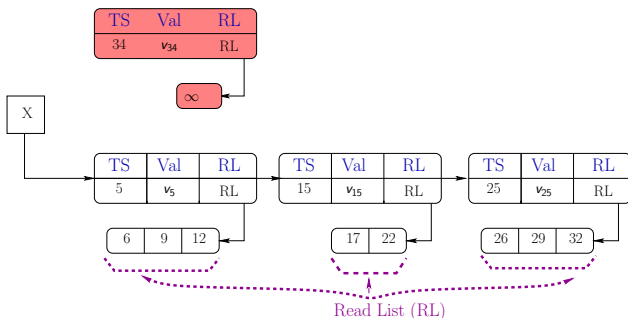 TS Val RL
34 v34 RL
∞
X
TS Val RL TS Val RL TS Val RL
5 v5 RL 15 v15 RL 25 v25 RL
6 9 12 17 22 26 29 32
Read List (RL)